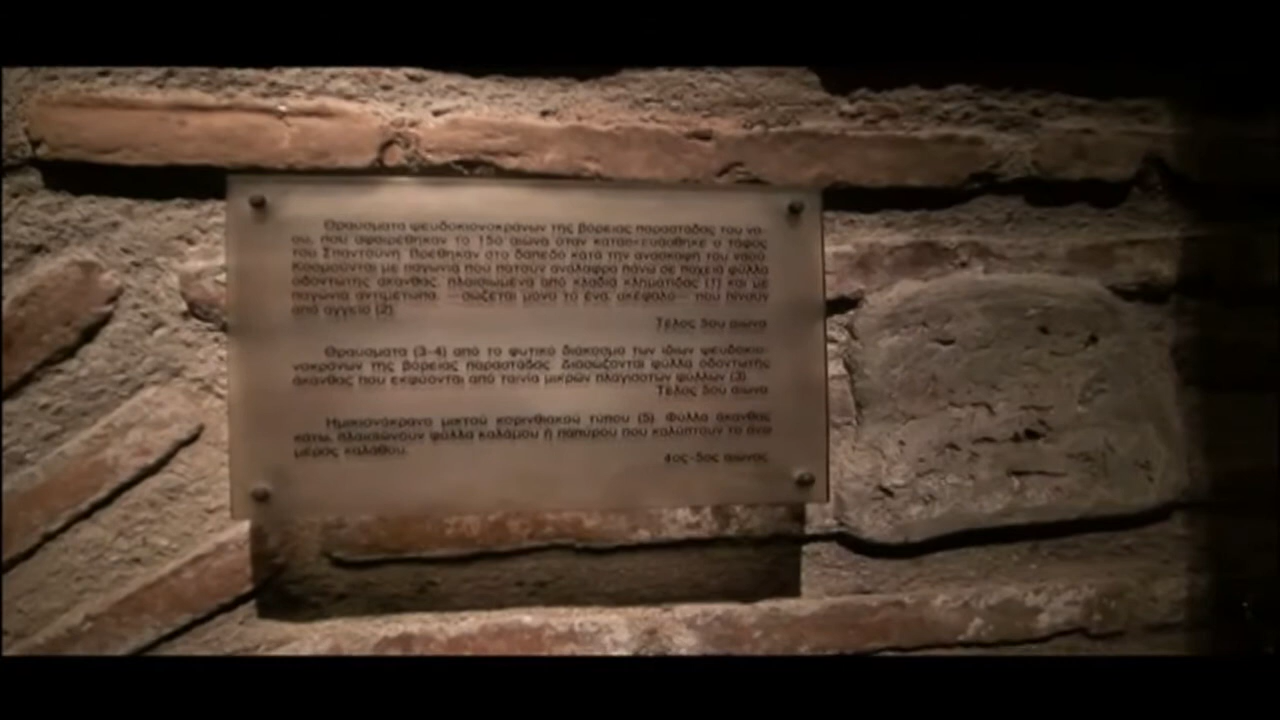 Θραύσματα ψευδοκιονοκράνων της βόρειας παραστάδας του να-
ού, που αφαιρέθηκαν το 15ο αιώνα όταν κατασκευάσθηκε ο τάφος
του Σπαντούνη. Βρέθηκαν στο δάπεδο κατά την ανασκαφή του ναού.
Κοσμούνται με παγώνια που πατούν ανάλαφρα πάνω σε παχειά φύλλα
οδοντωτής άκανθας, πλαισιωμένα από κλαδιά κληματίδας (1) και με
παγώνια αντιμέτωπα, —σώζεται μόνο το ένα, ακέφαλο— που πίνουν
από αγγείο (2).
Τέλος 5ου αιώνα
Θραύσματα (3-4) από το φυτικό διάκοσμο των ίδιων ψευδοκιο-
νοκράνων της βόρειας παραστάδας. Διασώζονται φύλλα οδοντωτής
άκανθας που εκφύονται από ταινία μικρών πλαγιαστών φύλλων (3).
Τέλος 5ου αιώνα
Ημικιονόκρανο μικτού κορινθιακού τύπου (5). Φύλλα άκανθας
κάτω, πλαισιώνουν φύλλα καλάμου ή παπύρου που καλύπτουν το άνω
μέρος καλάθου.
4ος-5ος αιώνας